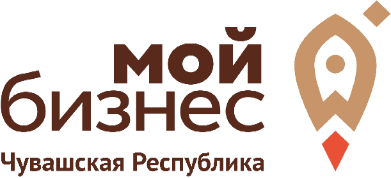 мой
бизнес
Чувашская Республика